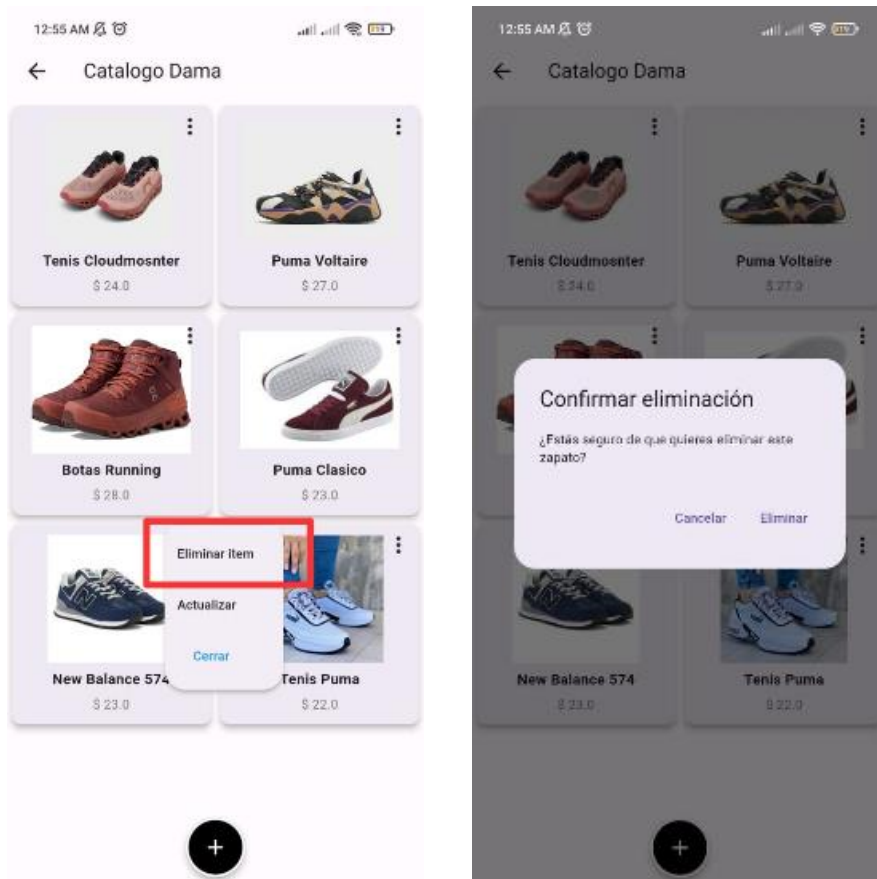 12:55 AM
Catalogo Dama
Tenis Cloudmosnter
$ 24.0
Puma Voltaire
$ 27.0
Botas Running
$ 28.0
Puma Clasico
$ 23.0
Eliminar item
Actualizar
Cerrar
New Balance 574
$ 23.0
Tenis Puma
$ 22.0
+
12:55 AM
Catalogo Dama
Tenis Cloudmosnter
$ 24.0
Puma Voltaire
$ 27.0
Confirmar eliminación
¿Estás seguro de que quieres eliminar este
zapato?
Cancelar
Eliminar
New Balance 574
$ 23.0
Tenis Puma
$ 22.0
+